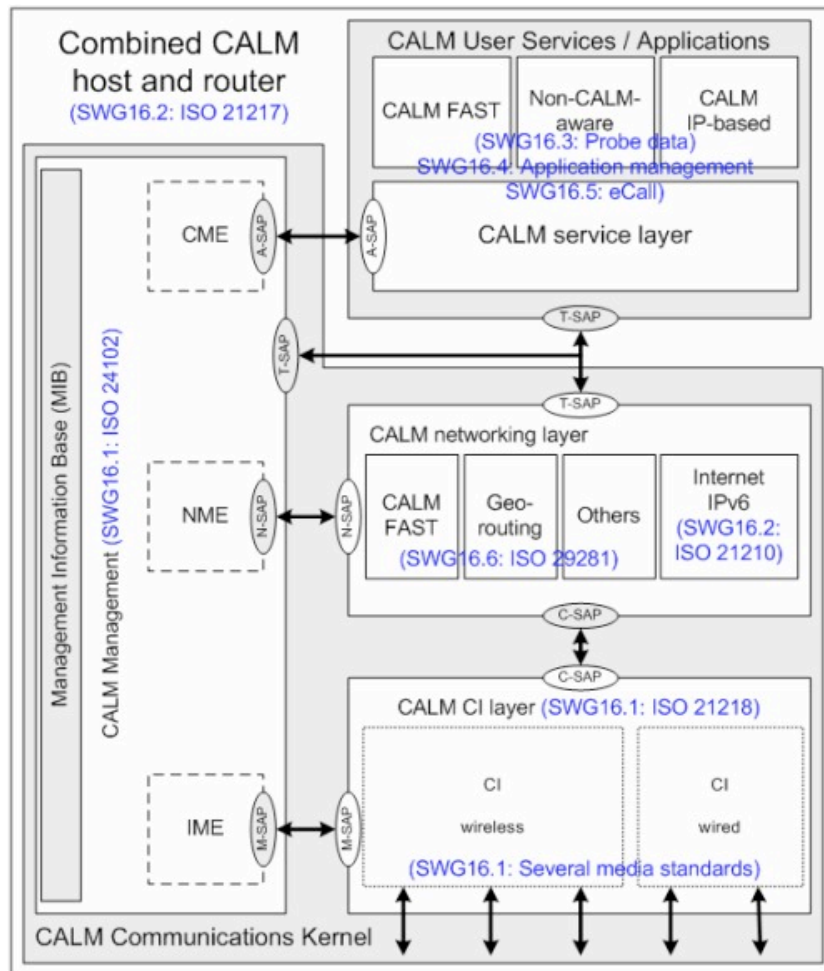 Combined CALM
host and router
(SWG16.2: ISO 21217)
CALM User Services / Applications
CALM FAST
Non-CALM-
aware
CALM
IP-based
(SWG16.3: Probe data)
SWG16.4: Application management
SWG16.5: eCall)
CALM service layer
CME
A-SAP
A-SAP
T-SAP
T-SAP
T-SAP
Management Information Base (MIB)
CALM Management (SWG16.1: ISO 24102)
CALM networking layer
NME
N-SAP
N-SAP
CALM
FAST
Geo-
routing
Others
Internet
IPv6
(SWG16.2:
ISO 21210)
(SWG16.6: ISO 29281)
C-SAP
C-SAP
CALM CI layer (SWG16.1: ISO 21218)
IME
M-SAP
M-SAP
CI
wireless
CI
wired
(SWG16.1: Several media standards)
CALM Communications Kernel